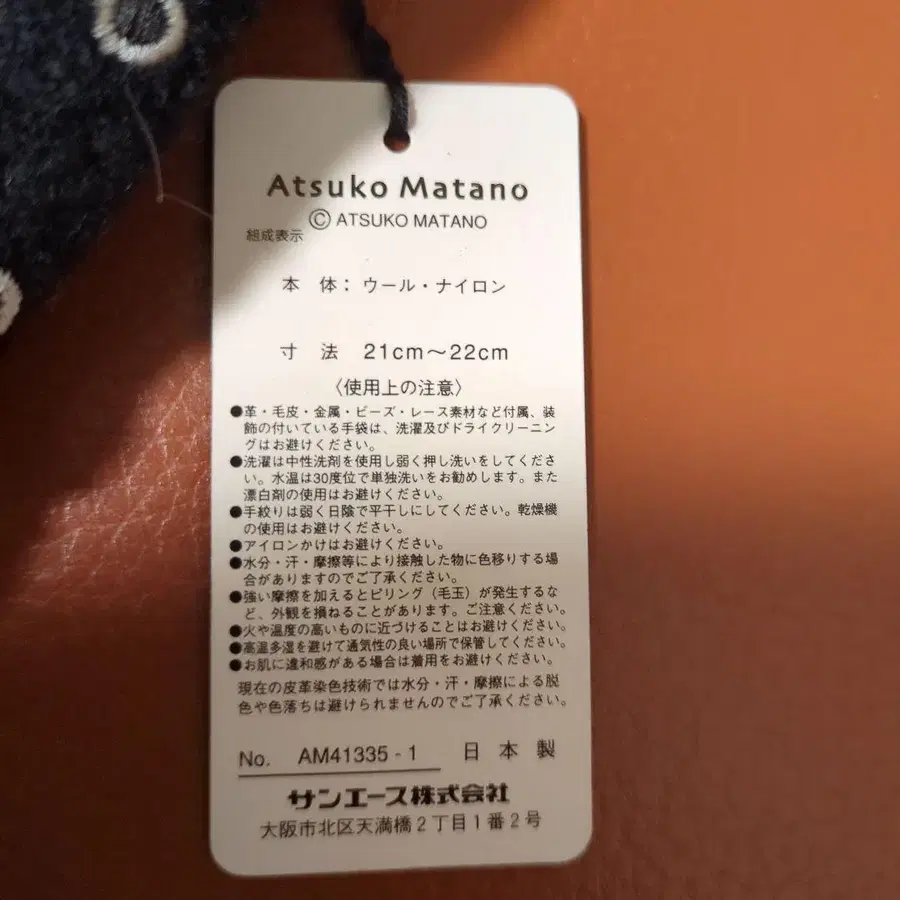 Atsuko Matano
Ⓒ ATSUKO MATANO
組成表示
本 体：ウール・ナイロン
寸 法 21cm～22cm
〈使用上の注意〉
●革・毛皮・金属・ビーズ・レース素材など付属、装
飾の付いている手袋は、洗濯及びドライクリーニン
グはお避けください。
●洗濯は中性洗剤を使用し弱く押し洗いをしてくださ
い。水温は30度位で単独洗いをお勧めします。また
漂白剤の使用はお避けください。
●手絞りは弱く日陰で平干しにしてください。乾燥機
の使用はお避けください。
●アイロンかけはお避けください。
●水分・汗・摩擦等により接触した物に色移りする場
合がありますのでご了承ください。
●強い摩擦を加えるとピリング（毛玉）が発生するな
ど、外観を損ねることがあります。ご注意ください。
●火や温度の高いものに近づけることはお避けください。
●高温多湿を避けて通気性の良い場所で保管してください。
●お肌に違和感がある場合は着用をお避けください。
現在の皮革染色技術では水分・汗・摩擦による脱
色や色落ちは避けられませんのでご了承ください。
No. AM41335-1 日本製
サンエース株式会社
大阪市北区天満橋2丁目1番2号